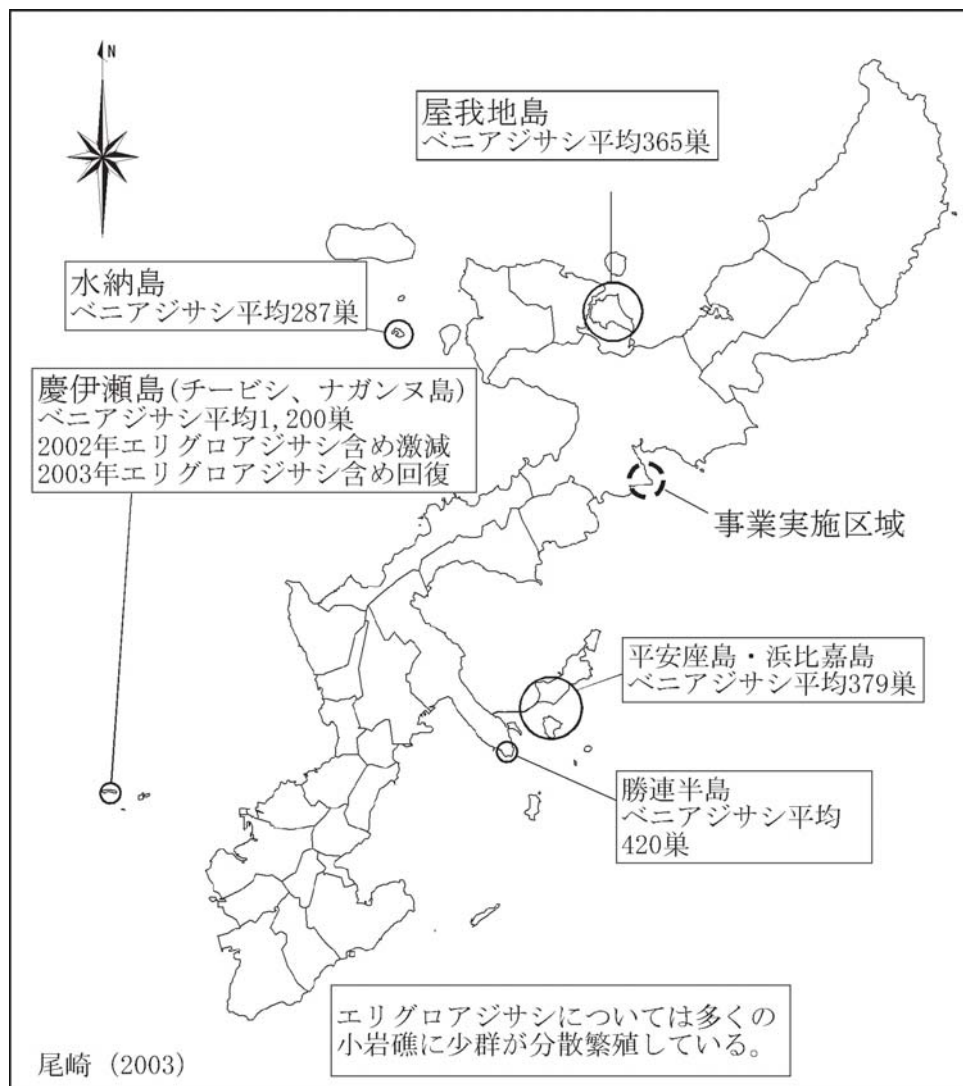 N
屋我地島
ベニアジサシ平均365巣
水納島
ベニアジサシ平均287巣
慶伊瀬島(チービシ、ナガンヌ島)
ベニアジサシ平均1,200巣
2002年エリグロアジサシ含め激減
2003年エリグロアジサシ含め回復
事業実施区域
平安座島・浜比嘉島
ベニアジサシ平均379巣
勝連半島
ベニアジサシ平均
420巣
エリグロアジサシについては多くの
小岩礁に少群が分散繁殖している。
尾崎 (2003)